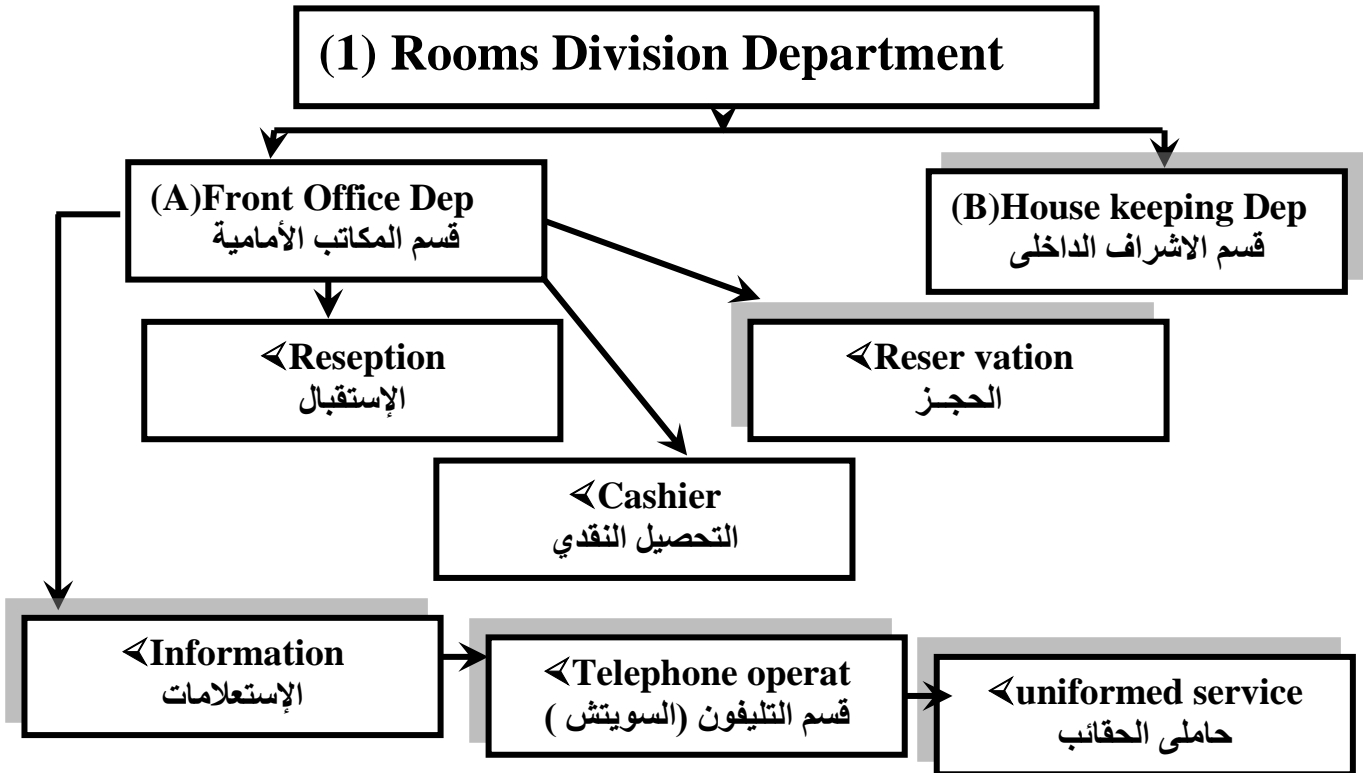 (1) Rooms Division Department
(A)Front Office Dep
قسم المكاتب الأمامية
(B)House keeping Dep
قسم الاشراف الداخلى
⮘Reseption
الإستقبال
⮘Reser vation
الحجــز
⮘Cashier
التحصيل النقدي
⮘Information
الإستعلامات
⮘Telephone operat
قسم التليفون (السويتش )
⮘uniformed service
حاملى الحقائب